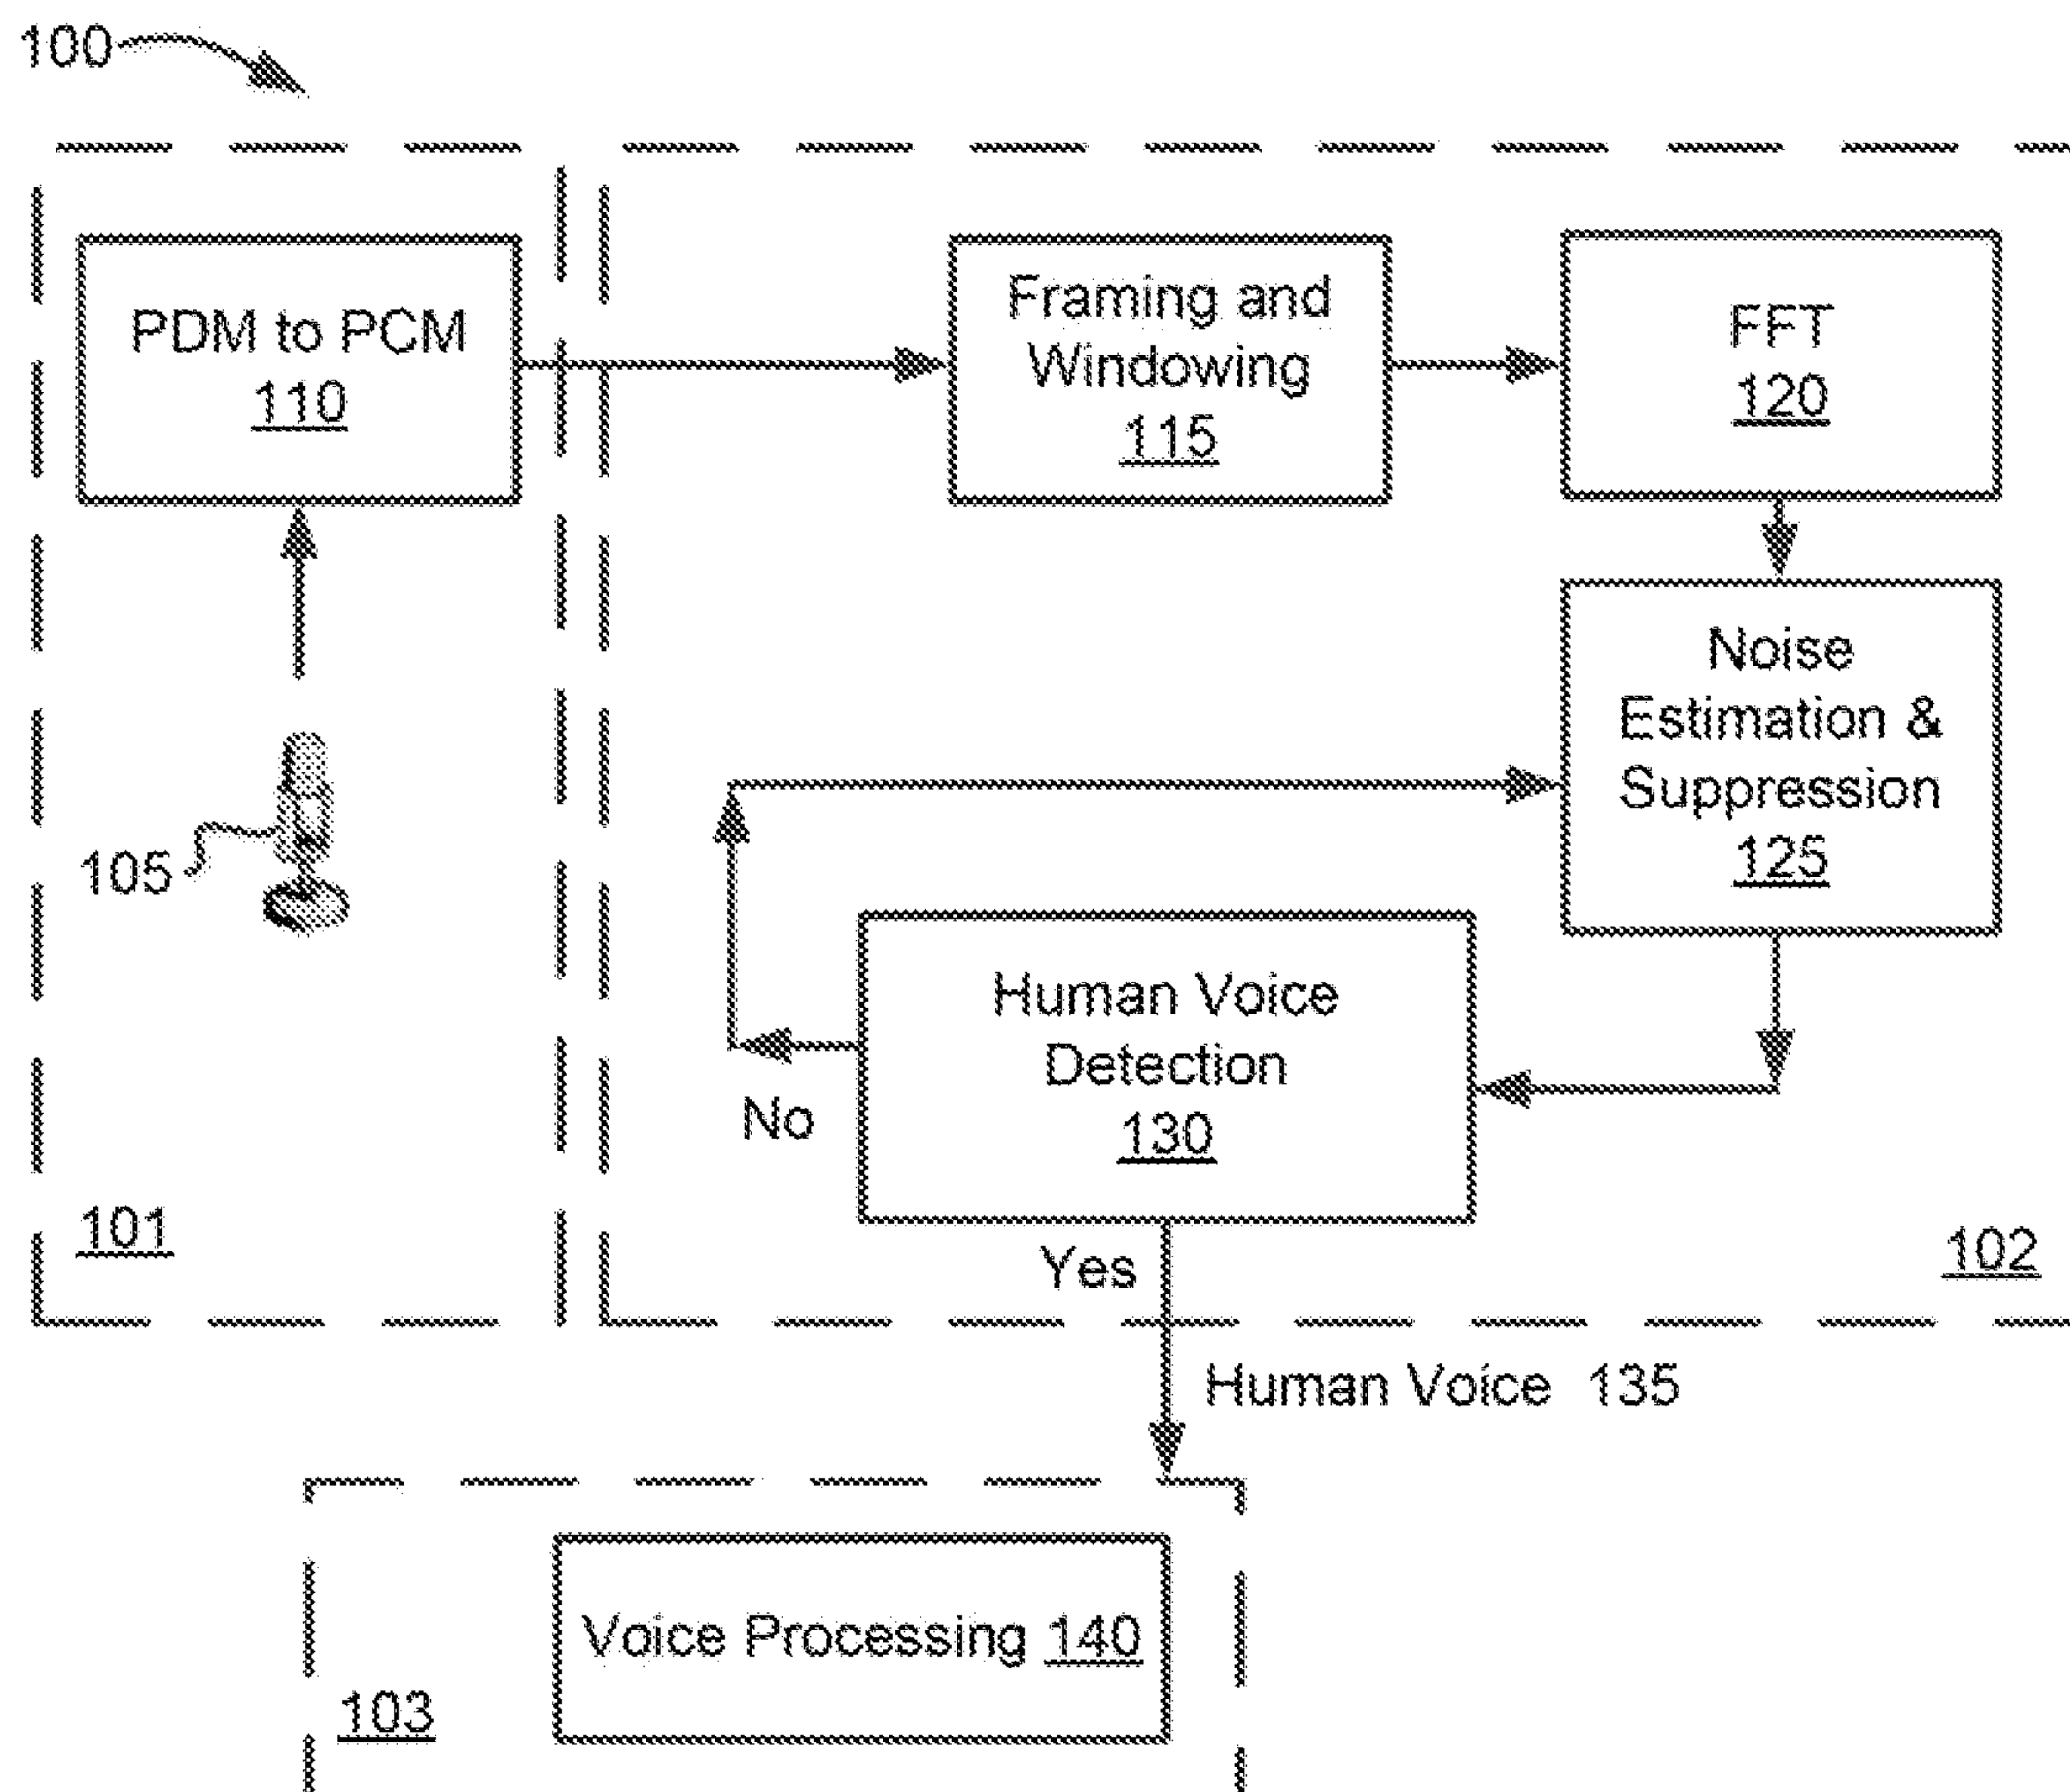 100
PDM to PCM
110
Framing and
Windowing
115
FFT
120
Noise
Estimation &
Suppression
125
105
Human Voice
Detection
130
No
Yes
101
102
Human Voice 135
Voice Processing 140
103